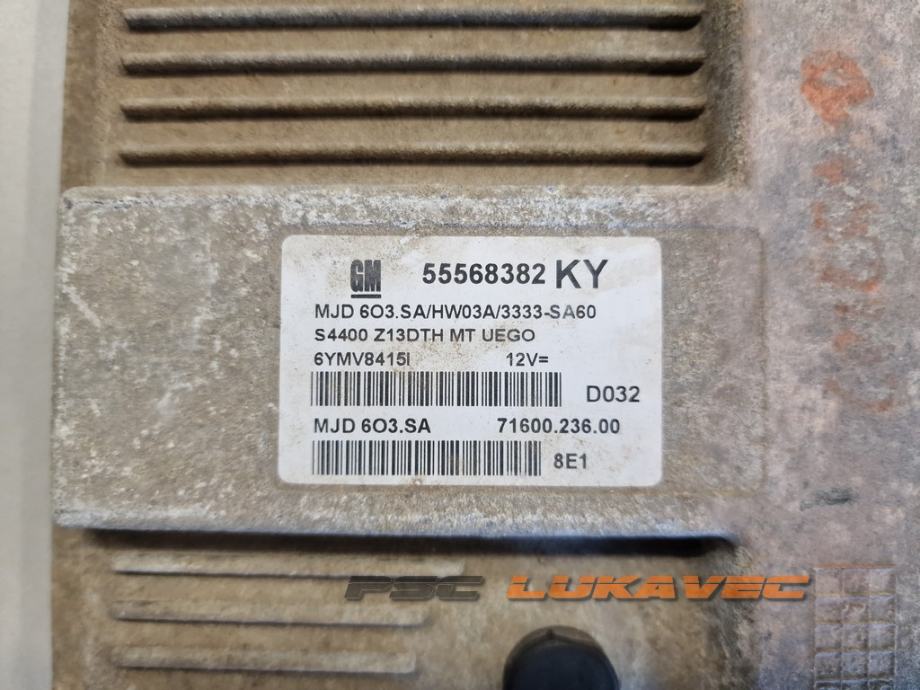 GM 55568382 KY
MJD 6O3.SA/HW03A/3333-SA60
S4400 Z13DTH MT UEGO
6YMV8415I 12V=
D032
MJD 6O3.SA 71600.236.00
8E1
PSC LUKAVEC